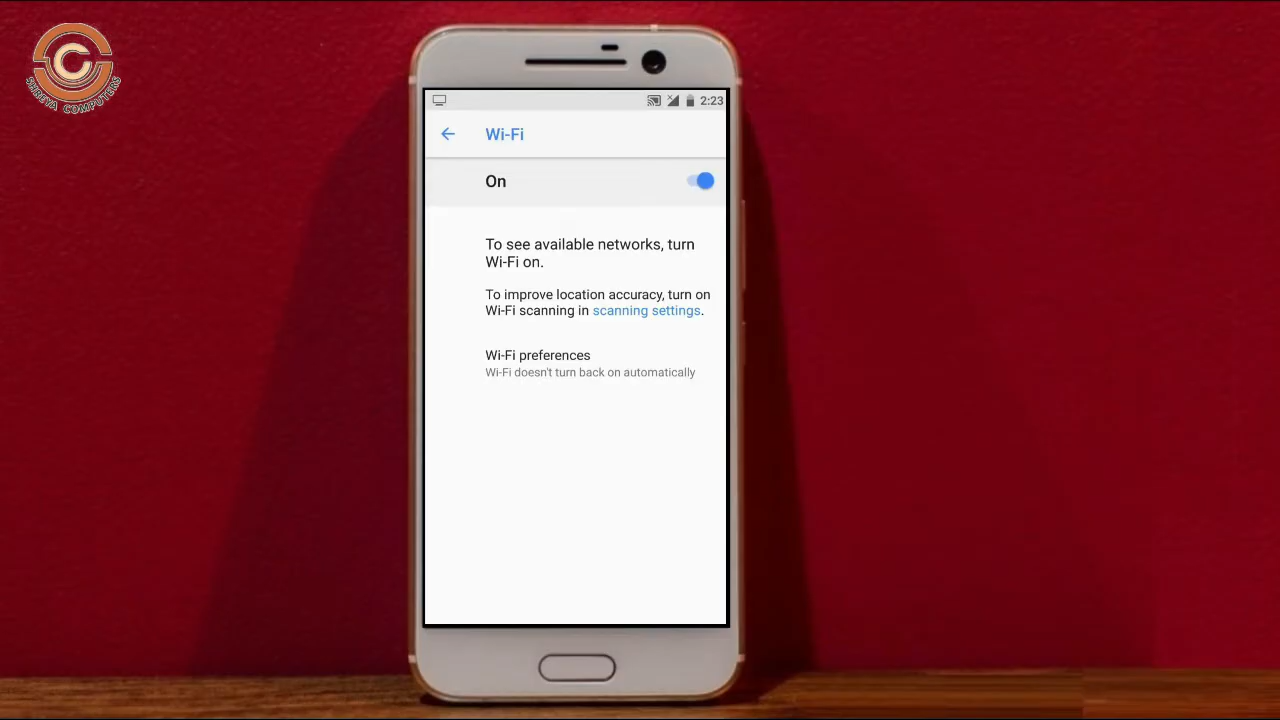 SHREYA COMPUTERS
2:23
Wi-Fi
On
To see available networks, turn
Wi-Fi on.
To improve location accuracy, turn on
Wi-Fi scanning in scanning settings.
Wi-Fi preferences
Wi-Fi doesn't turn back on automatically